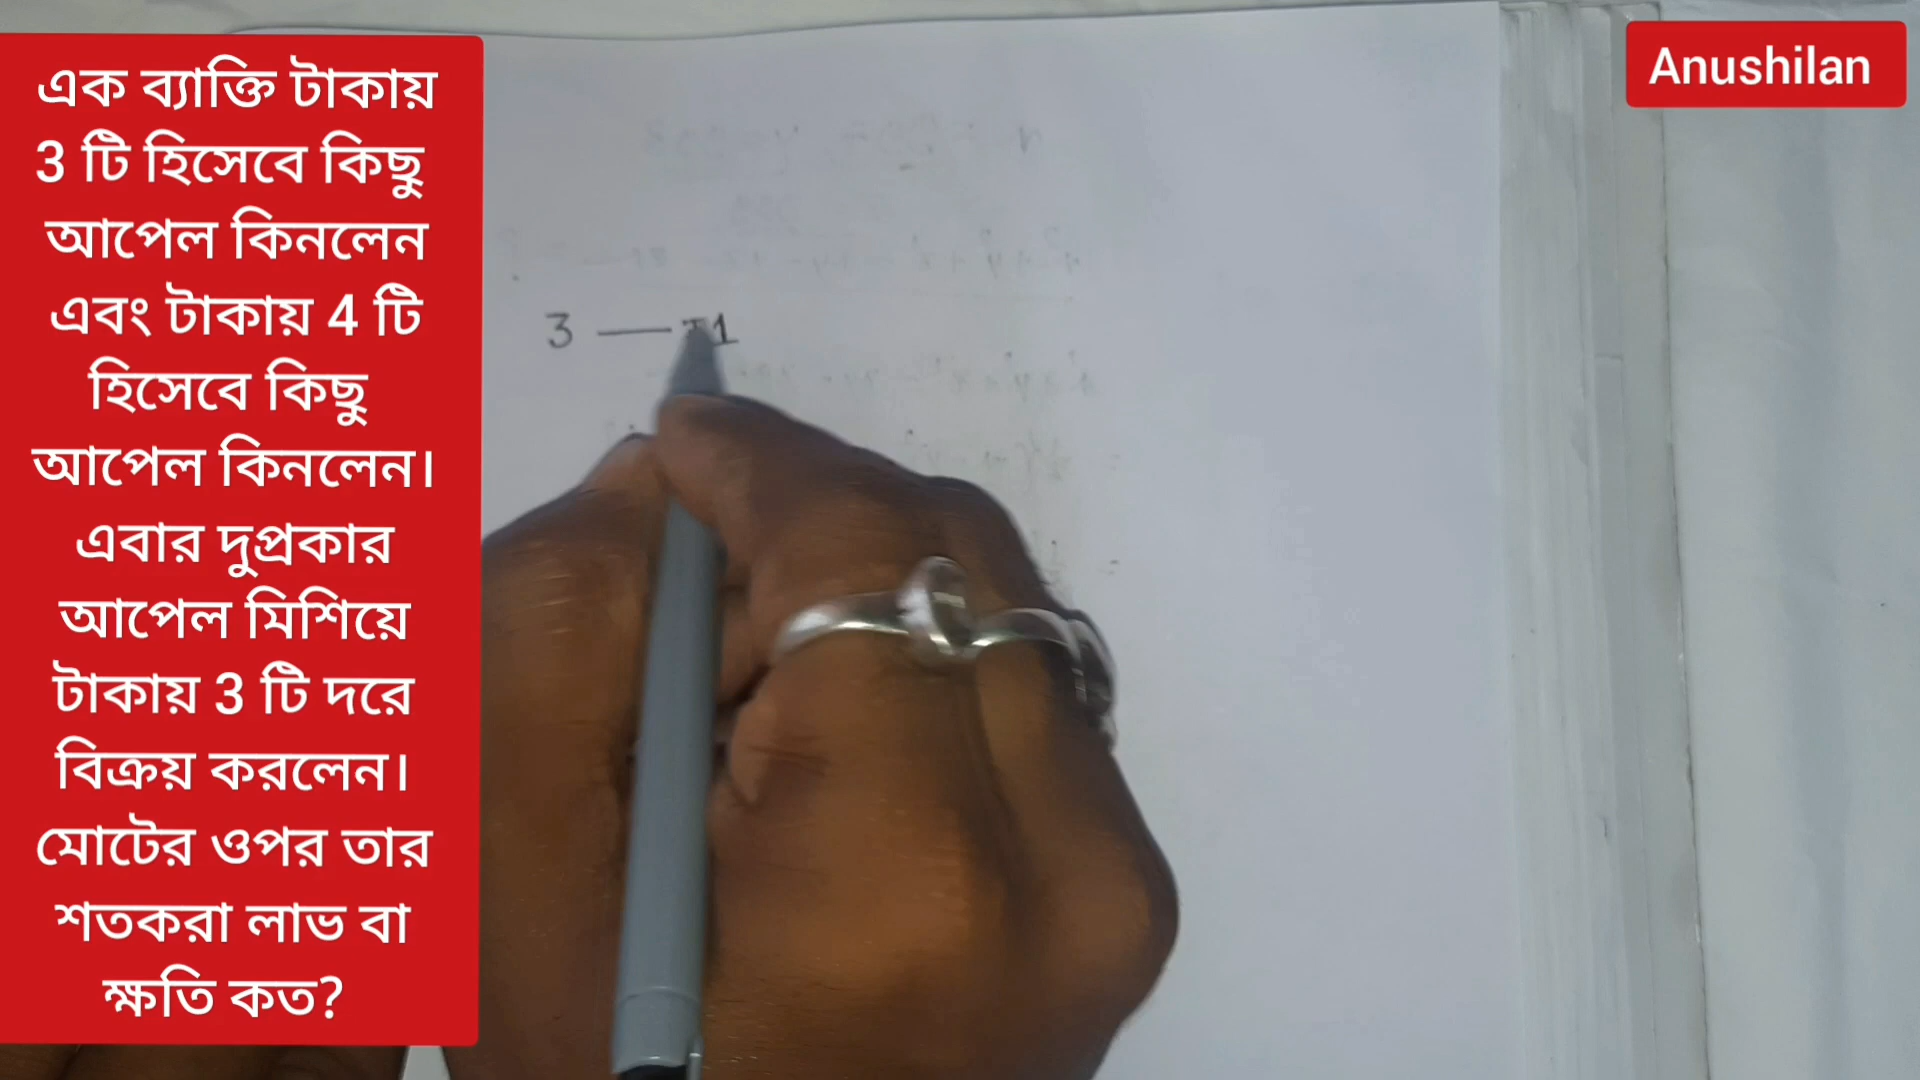 এক ব্যাক্তি টাকায়
3 টি হিসেবে কিছু
আপেল কিনলেন
এবং টাকায় 4 টি
হিসেবে কিছু
আপেল কিনলেন।
এবার দুপ্রকার
আপেল মিশিয়ে
টাকায় 3 টি দরে
বিক্রয় করলেন।
মোটের ওপর তার
শতকরা লাভ বা
ক্ষতি কত?
Anushilan
3 — 1